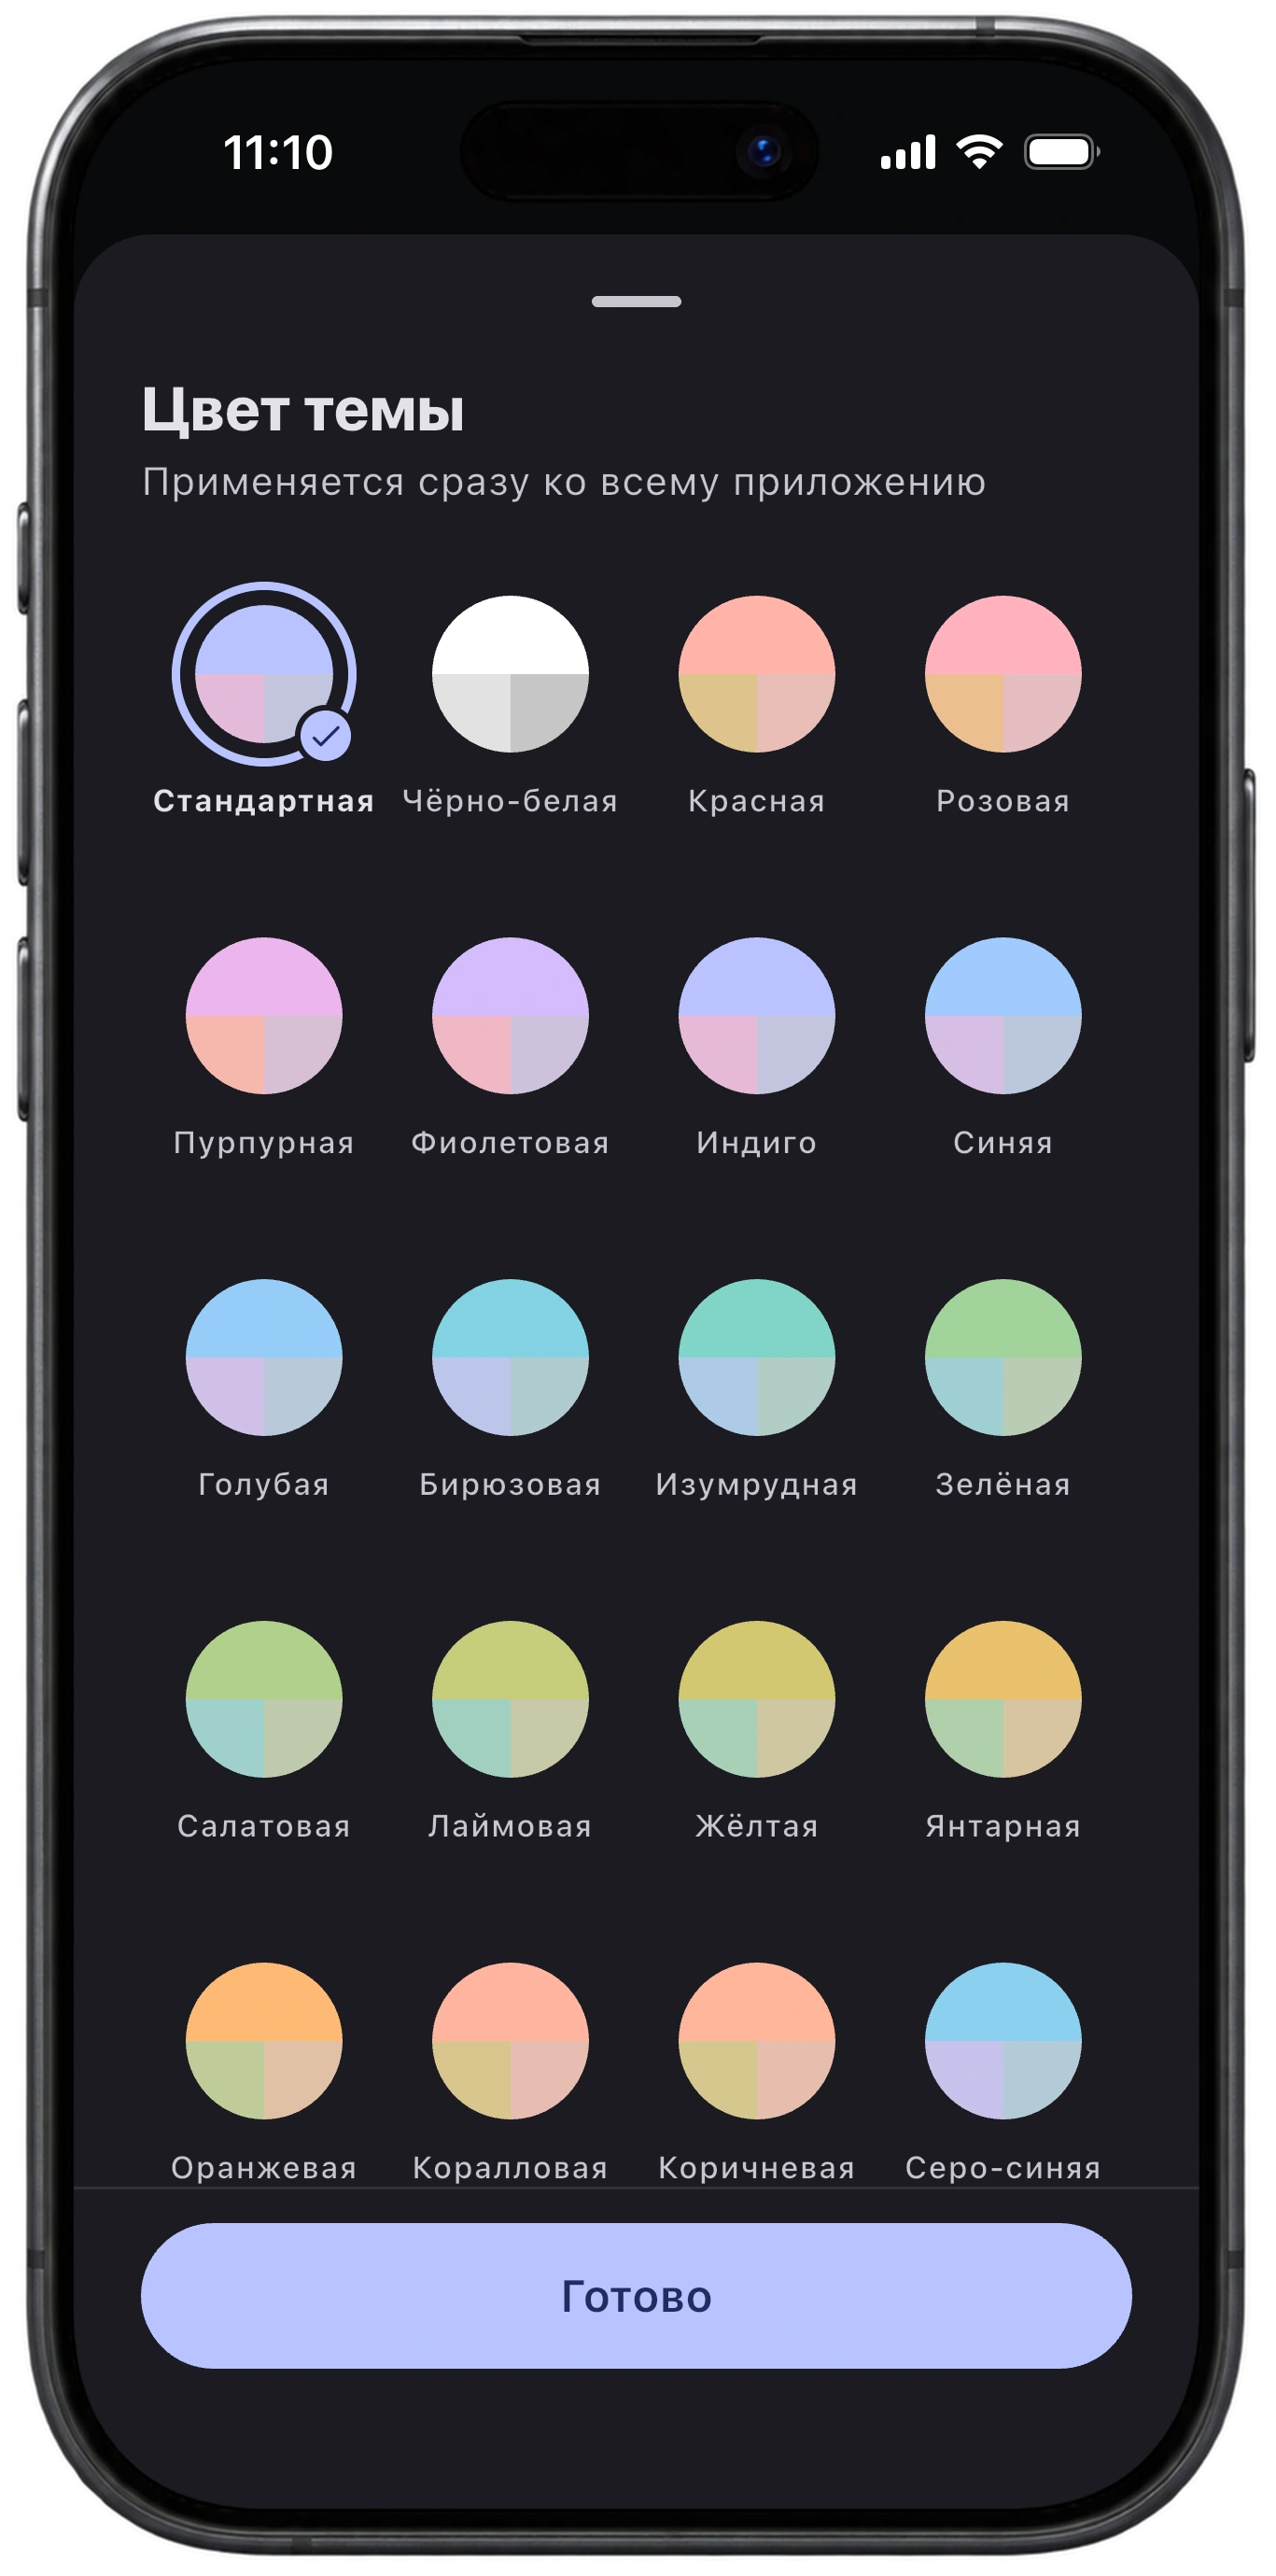 11:10
Цвет темы
Применяется сразу ко всему приложению
Стандартная Чёрно-белая Красная Розовая
Пурпурная Фиолетовая Индиго Синяя
Голубая Бирюзовая Изумрудная Зелёная
Салатовая Лаймовая Жёлтая Янтарная
Оранжевая Коралловая Коричневая Серо-синяя
Готово